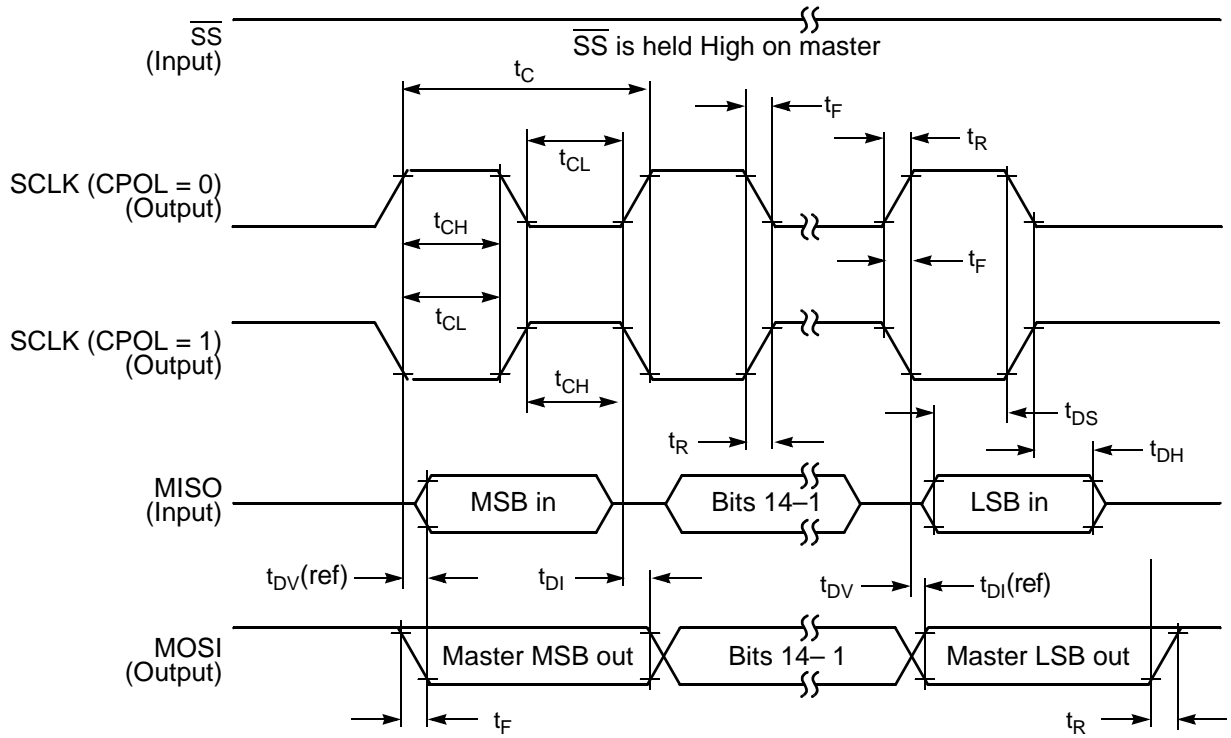 SS
(Input)
SS is held High on master
tC
tF
tR
tCL
SCLK (CPOL = 0)
(Output)
tCH
tF
tCL
SCLK (CPOL = 1)
(Output)
tCH
tDS
tR
tDH
MISO
(Input)
MSB in
Bits 14–1
LSB in
tDV(ref)
tDI
tDV
tDI(ref)
MOSI
(Output)
Master MSB out
Bits 14– 1
Master LSB out
tF
tR